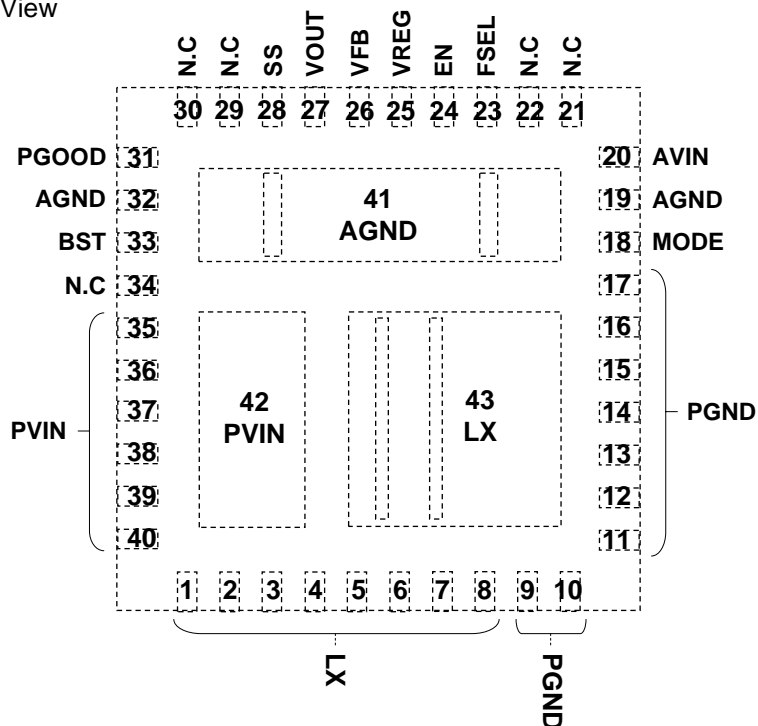 View
N.C
N.C
SS
VOUT
VFB
VREG
EN
FSEL
N.C
N.C
30 29 28 27 26 25 24 23 22 21
PGOOD 31
AGND 32
BST 33
N.C 34
35
36
37
38
39
40
PVIN
41
AGND
42
PVIN
43
LX
20 AVIN
19 AGND
18 MODE
17
16
15
14
13
12
11
PGND
1 2 3 4 5 6 7 8 9 10
LX
PGND